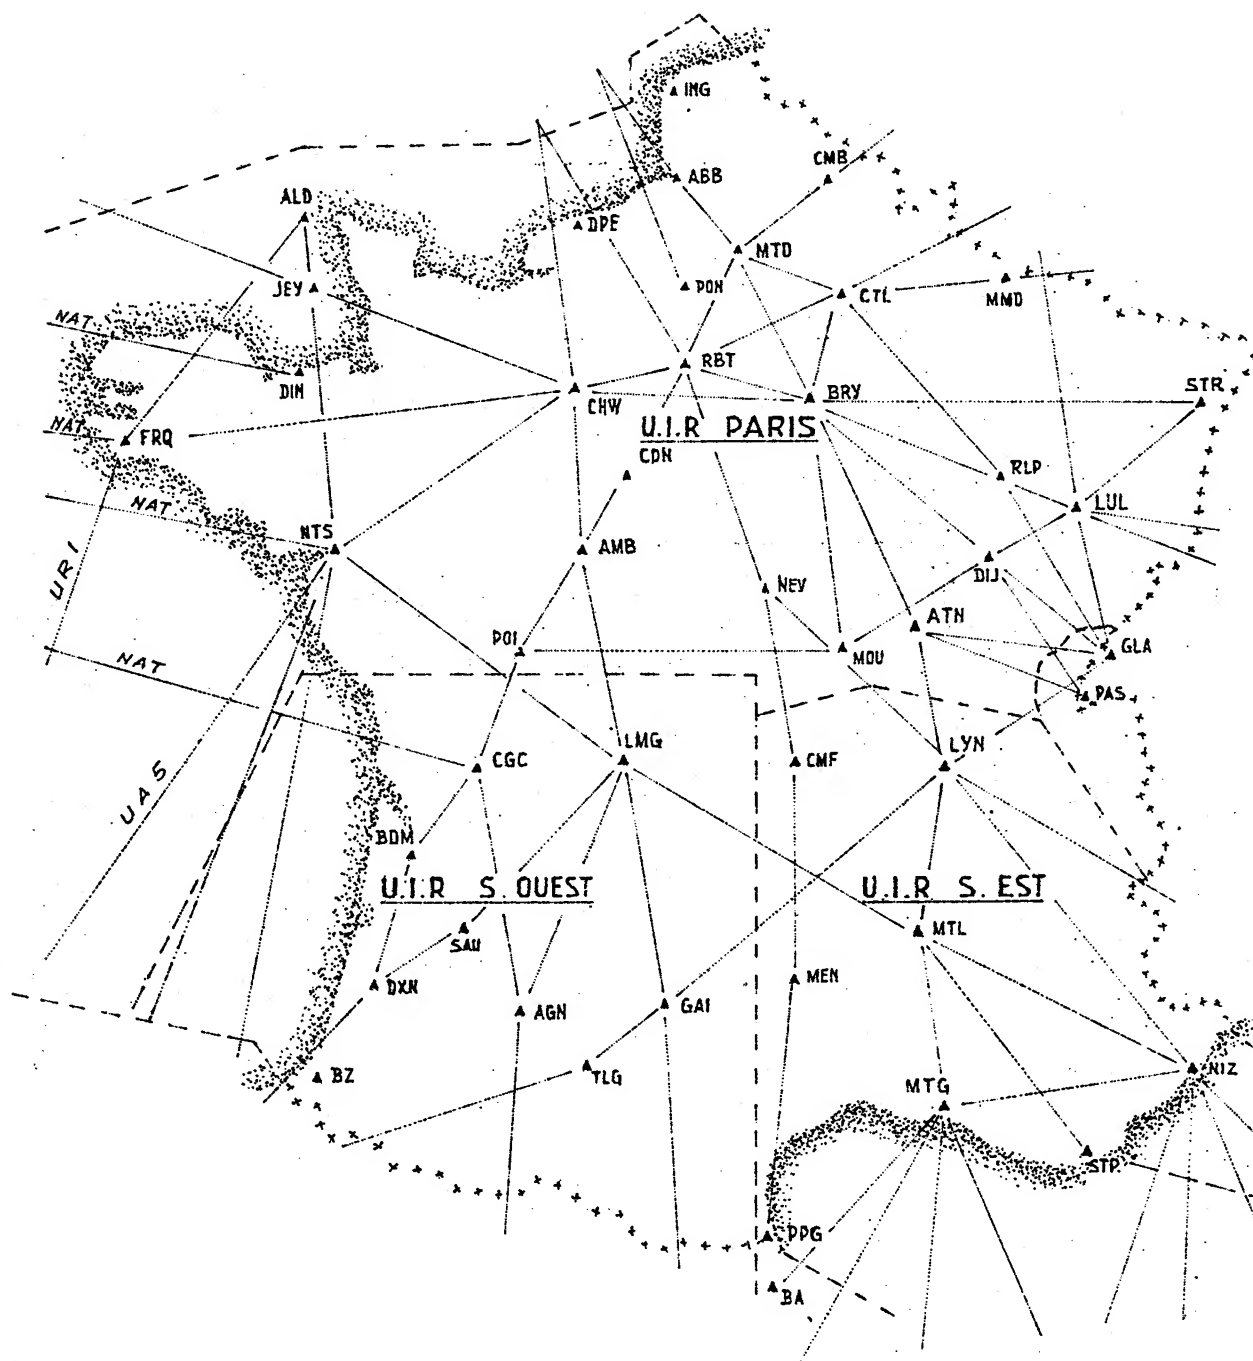 ING
CMB
ABB
ALD
DPE
MTD
JEY
PON
CTL
MMD
NAT
RBT
DIN
STR
CHW
BRY
NAT
FRQ
U.I.R PARIS
CDN
RLP
NAT
LUL
NTS
AMB
URI
DIJ
NEV
ATN
POI
MOU
GLA
NAT
PAS
LMG
LYN
CGC
CMF
UA5
BDM
U.I.R S. OUEST
U.I.R S. EST
SAU
MTL
DXN
MEN
AGN
GAI
BZ
TLG
NIZ
MTG
STP
PPG
BA